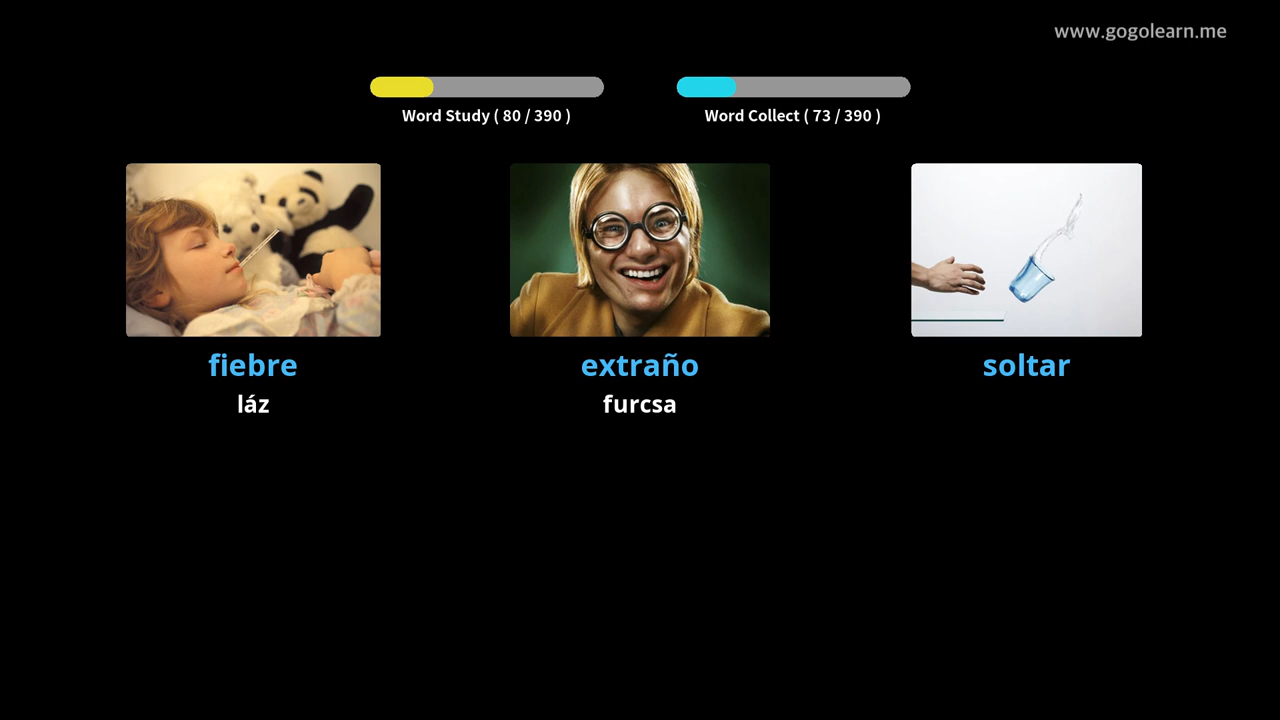 www.gogolearn.me
Word Study ( 80 / 390 )
Word Collect ( 73 / 390 )
fiebre
extraño
soltar
láz
furcsa